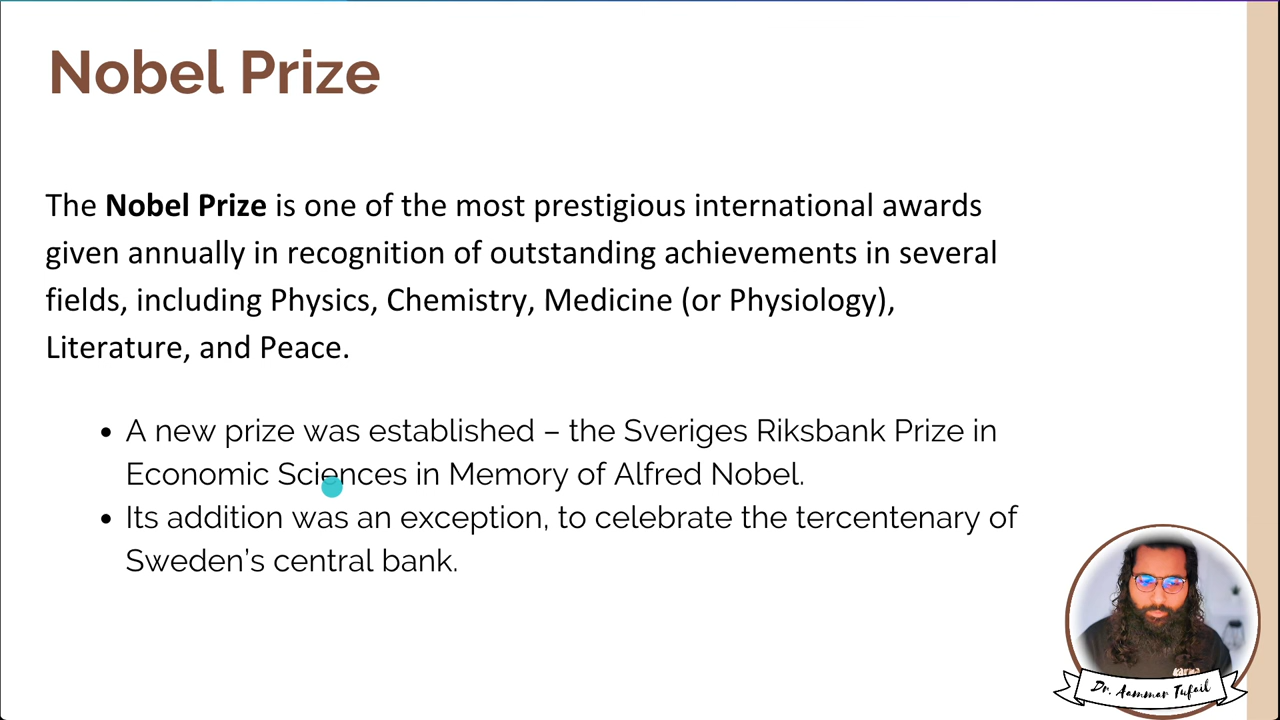 Nobel Prize
The Nobel Prize is one of the most prestigious international awards
given annually in recognition of outstanding achievements in several
fields, including Physics, Chemistry, Medicine (or Physiology),
Literature, and Peace.
• A new prize was established – the Sveriges Riksbank Prize in
Economic Sciences in Memory of Alfred Nobel.
• Its addition was an exception, to celebrate the tercentenary of
Sweden’s central bank.
Dr. Aammar Tufail